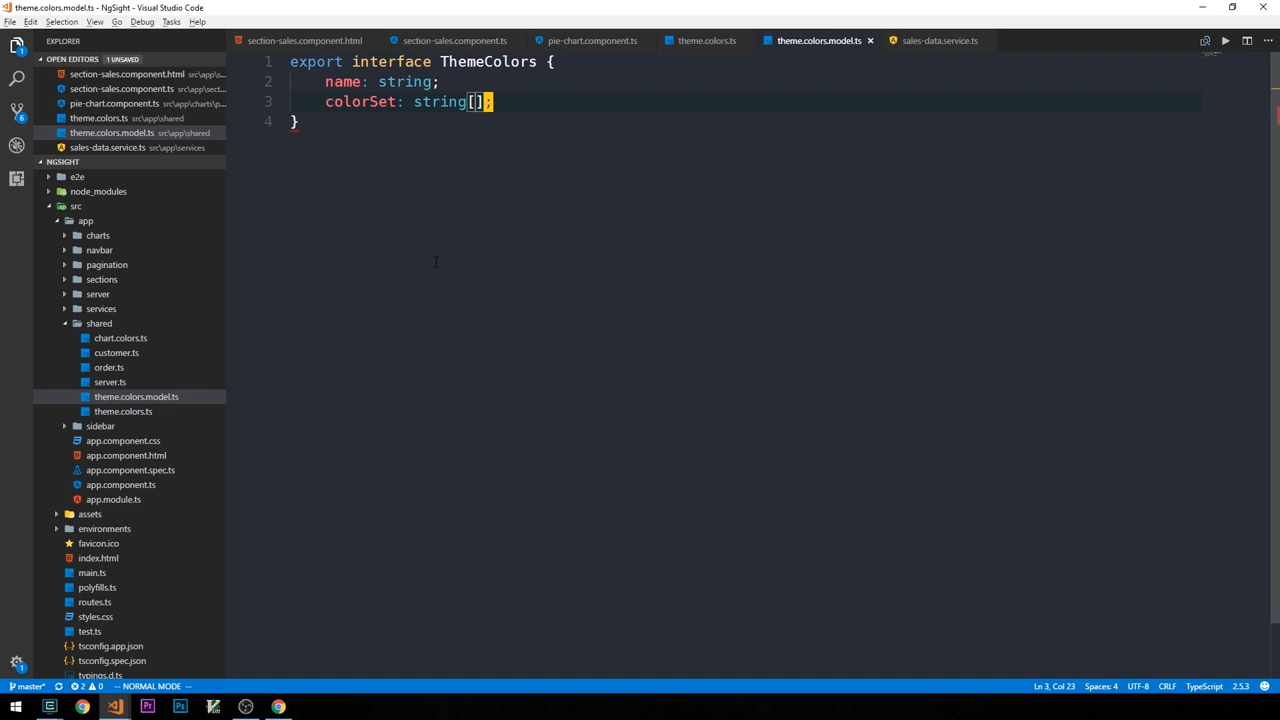 theme.colors.model.ts - NgSight - Visual Studio Code
File Edit Selection View Go Debug Tasks Help
EXPLORER
section-sales.component.html section-sales.component.ts pie-chart.component.ts theme.colors.ts theme.colors.model.ts sales-data.service.ts
OPEN EDITORS 1 UNSAVED
section-sales.component.html src\app\s...
section-sales.component.ts src\app\sect...
pie-chart.component.ts src\app\charts\p...
theme.colors.ts src\app\shared
theme.colors.model.ts src\app\shared
sales-data.service.ts src\app\services
NGSIGHT
e2e
node_modules
src
app
charts
navbar
pagination
sections
server
services
shared
chart.colors.ts
customer.ts
order.ts
server.ts
theme.colors.model.ts
theme.colors.ts
sidebar
app.component.css
app.component.html
app.component.spec.ts
app.component.ts
app.module.ts
assets
environments
favicon.ico
index.html
main.ts
polyfills.ts
routes.ts
styles.css
test.ts
tsconfig.app.json
tsconfig.spec.json
typings.d.ts
1 export interface ThemeColors {
2 name: string;
3 colorSet: string[];
4 }
1
6
1
master* 2 0 -- NORMAL MODE -- Ln 3, Col 23 Spaces: 4 UTF-8 CRLF TypeScript 2.5.3
Pr Ps